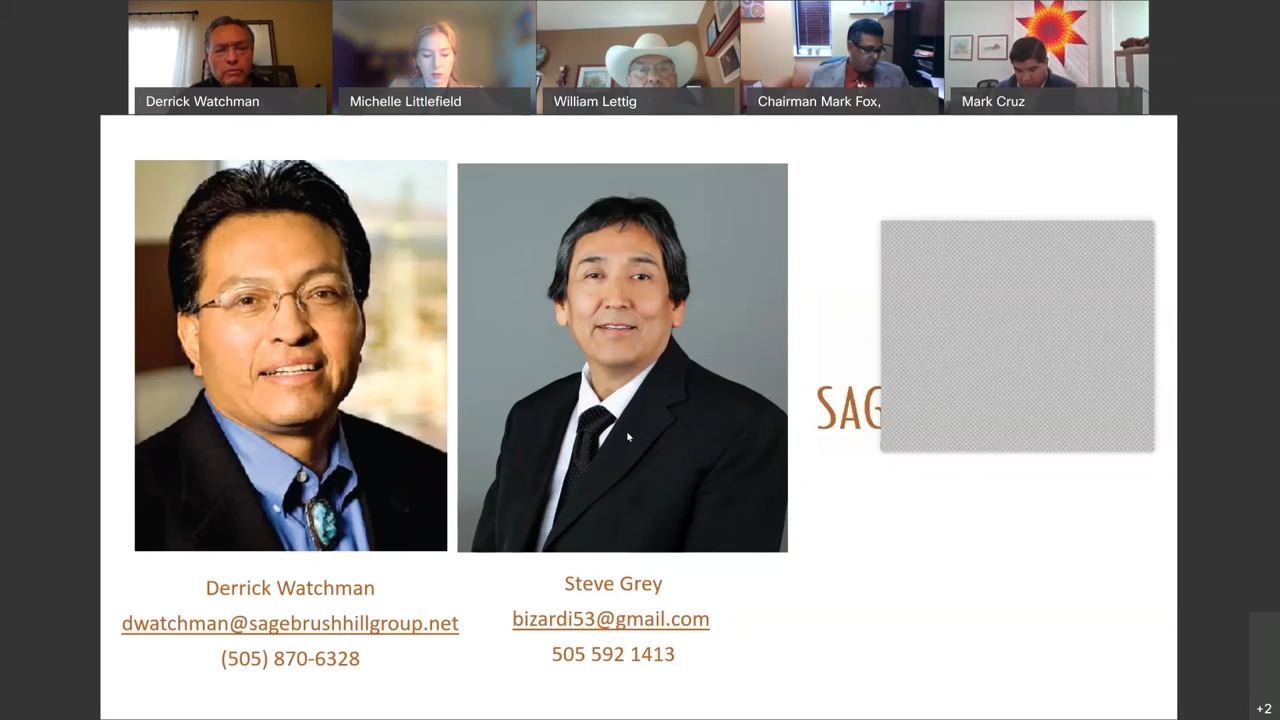 Derrick Watchman
Michelle Littlefield
William Lettig
Chairman Mark Fox,
Mark Cruz
SAG
Derrick Watchman
dwatchman@sagebrushhillgroup.net
(505) 870-6328
Steve Grey
bizardi53@gmail.com
505 592 1413
+2